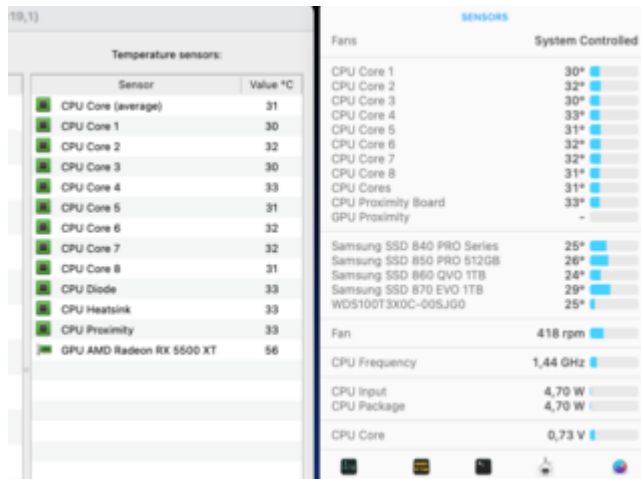 19,1)
Temperature sensors:
Sensor Value °C
CPU Core (average) 31
CPU Core 1 30
CPU Core 2 32
CPU Core 3 30
CPU Core 4 33
CPU Core 5 31
CPU Core 6 32
CPU Core 7 32
CPU Core 8 31
CPU Diode 33
CPU Heatsink 33
CPU Proximity 33
GPU AMD Radeon RX 5500 XT 56
SENSORS
Fans System Controlled
CPU Core 1 30°
CPU Core 2 32°
CPU Core 3 30°
CPU Core 4 33°
CPU Core 5 31°
CPU Core 6 32°
CPU Core 7 32°
CPU Core 8 31°
CPU Cores 31°
CPU Proximity Board 33°
GPU Proximity -
Samsung SSD 840 PRO Series 25°
Samsung SSD 850 PRO 512GB 26°
Samsung SSD 860 QVO 1TB 24°
Samsung SSD 870 EVO 1TB 29°
WDS100T3X0C-00SJG0 25°
Fan 418 rpm
CPU Frequency 1,44 GHz
CPU Input 4,70 W
CPU Package 4,70 W
CPU Core 0,73 V